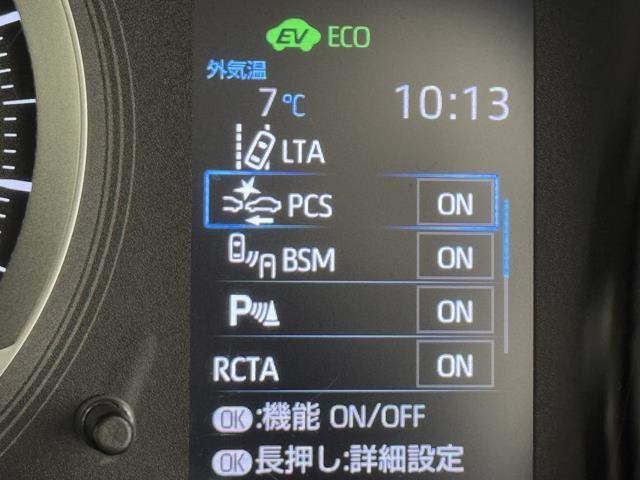 EV ECO
外気温
7℃ 10:13
LTA
PCS ON
BSM ON
P ON
RCTA ON
OK:機能 ON/OFF
OK長押し:詳細設定